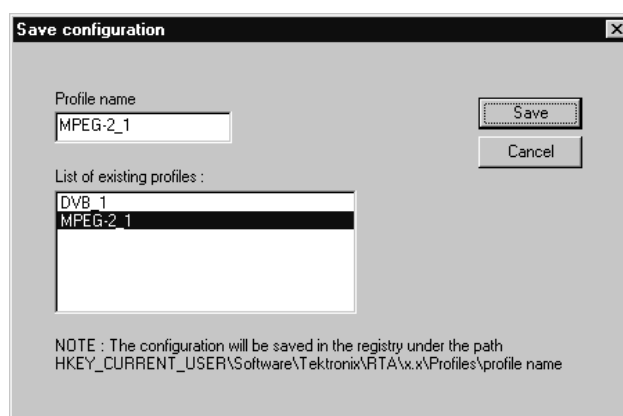 Save configuration
Profile name
MPEG-2_1
Save
Cancel
List of existing profiles :
DVB_1
MPEG-2_1
NOTE : The configuration will be saved in the registry under the path
HKEY_CURRENT_USER\Software\Tektronix\RTA\x.x\Profiles\profile name